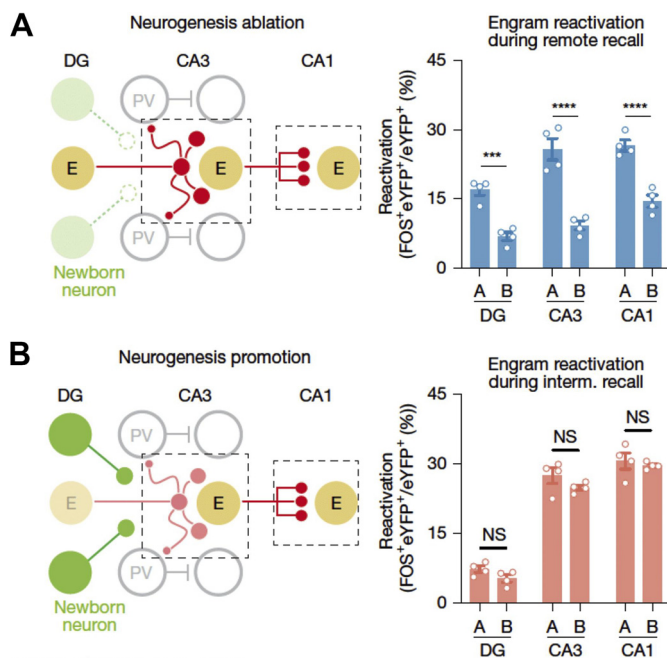 A
Neurogenesis ablation
DG
CA3
CA1
PV
E
E
E
PV
Newborn
neuron
Engram reactivation
during remote recall
Reactivation
(FOS⁺eYFP⁺/eYFP⁺ (%))
45
30
15
0
***
****
****
A B A B A B
DG CA3 CA1
B
Neurogenesis promotion
DG
CA3
CA1
PV
E
E
E
PV
Newborn
neuron
Engram reactivation
during interm. recall
Reactivation
(FOS⁺eYFP⁺/eYFP⁺ (%))
45
30
15
0
NS
NS
NS
A B A B A B
DG CA3 CA1